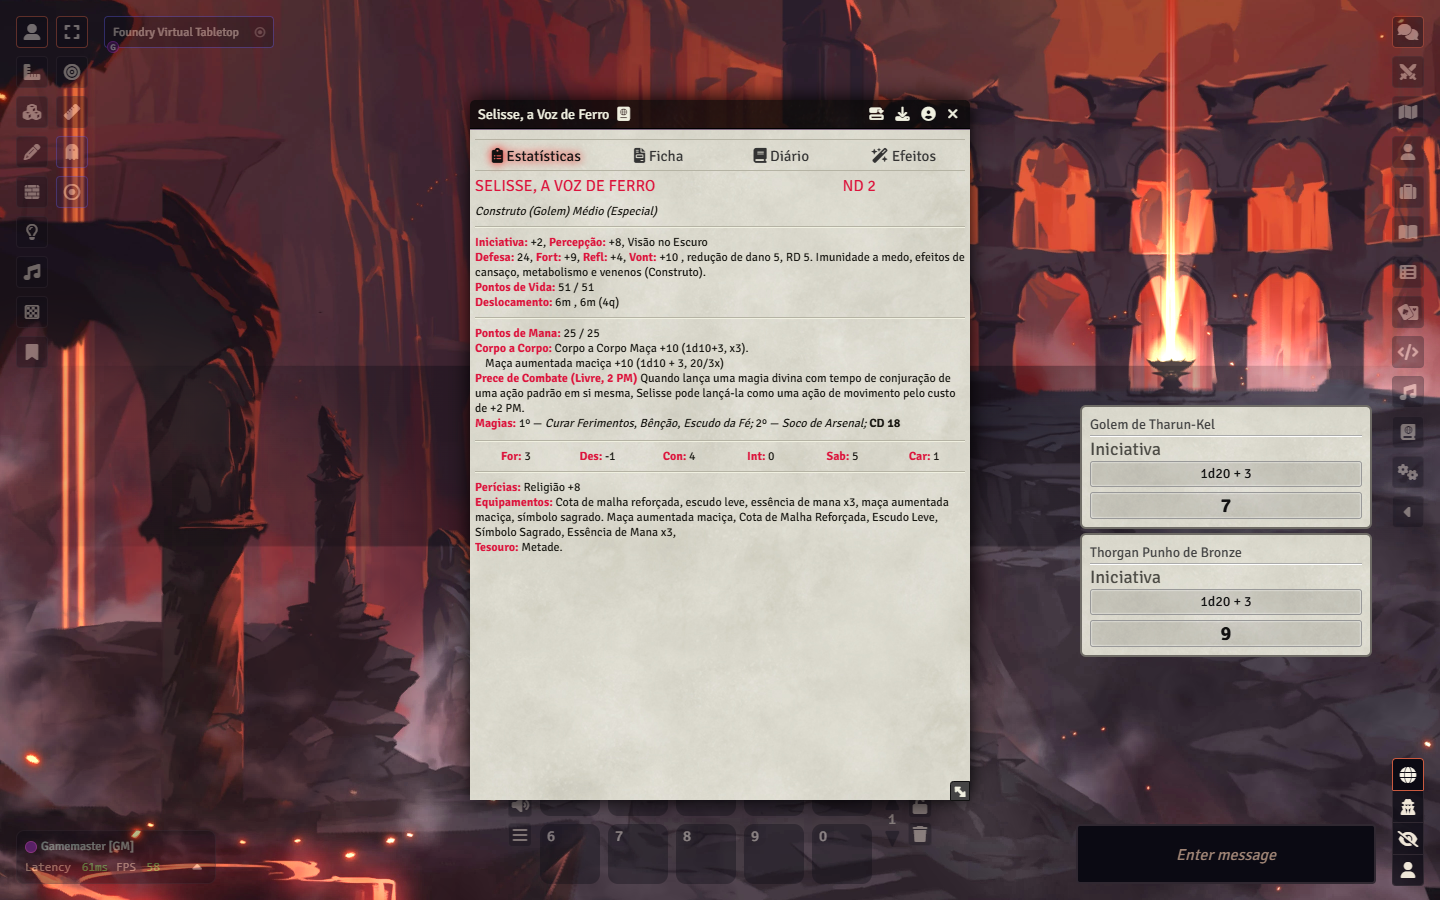 Foundry Virtual Tabletop
G
Selisse, a Voz de Ferro
Estatísticas
Ficha
Diário
Efeitos
SELISSE, A VOZ DE FERRO
ND 2
Construto (Golem) Médio (Especial)
Iniciativa: +2, Percepção: +8, Visão no Escuro
Defesa: 24, Fort: +9, Refl: +4, Vont: +10 , redução de dano 5, RD 5. Imunidade a medo, efeitos de
cansaço, metabolismo e venenos (Construto).
Pontos de Vida: 51 / 51
Deslocamento: 6m , 6m (4q)
Pontos de Mana: 25 / 25
Corpo a Corpo: Corpo a Corpo Maça +10 (1d10+3, x3).
Maça aumentada maciça +10 (1d10 + 3, 20/3x)
Prece de Combate (Livre, 2 PM) Quando lança uma magia divina com tempo de conjuração de
uma ação padrão em si mesma, Selisse pode lançá-la como uma ação de movimento pelo custo
de +2 PM.
Magias: 1º — Curar Ferimentos, Bênção, Escudo da Fé; 2º — Soco de Arsenal; CD 18
For: 3 Des: -1 Con: 4 Int: 0 Sab: 5 Car: 1
Perícias: Religião +8
Equipamentos: Cota de malha reforçada, escudo leve, essência de mana x3, maça aumentada
maciça, símbolo sagrado. Maça aumentada maciça, Cota de Malha Reforçada, Escudo Leve,
Símbolo Sagrado, Essência de Mana x3,
Tesouro: Metade.
Golem de Tharun-Kel
Iniciativa
1d20 + 3
7
Thorgan Punho de Bronze
Iniciativa
1d20 + 3
9
Gamemaster [GM]
Latency 61ms FPS 58
6 7 8 9 0
1
Enter message